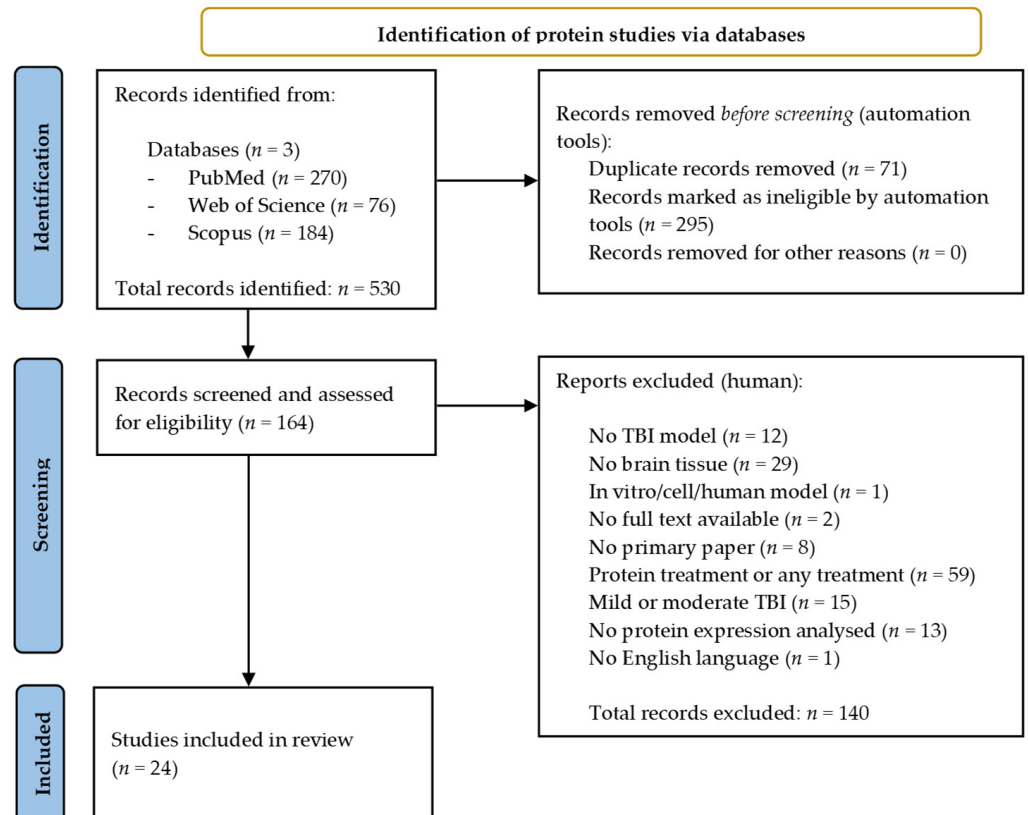 Identification of protein studies via databases
Identification
Records identified from:
Databases (n = 3)
- PubMed (n = 270)
- Web of Science (n = 76)
- Scopus (n = 184)
Total records identified: n = 530
Records removed before screening (automation
tools):
Duplicate records removed (n = 71)
Records marked as ineligible by automation
tools (n = 295)
Records removed for other reasons (n = 0)
Screening
Records screened and assessed
for eligibility (n = 164)
Reports excluded (human):
No TBI model (n = 12)
No brain tissue (n = 29)
In vitro/cell/human model (n = 1)
No full text available (n = 2)
No primary paper (n = 8)
Protein treatment or any treatment (n = 59)
Mild or moderate TBI (n = 15)
No protein expression analysed (n = 13)
No English language (n = 1)
Total records excluded: n = 140
Included
Studies included in review
(n = 24)